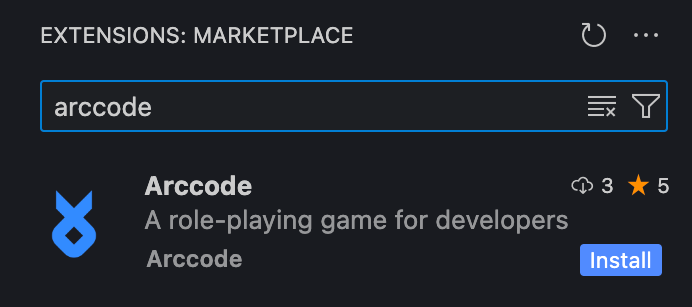 EXTENSIONS: MARKETPLACE
arccode
Arccode 3 5
A role-playing game for developers
Arccode Install